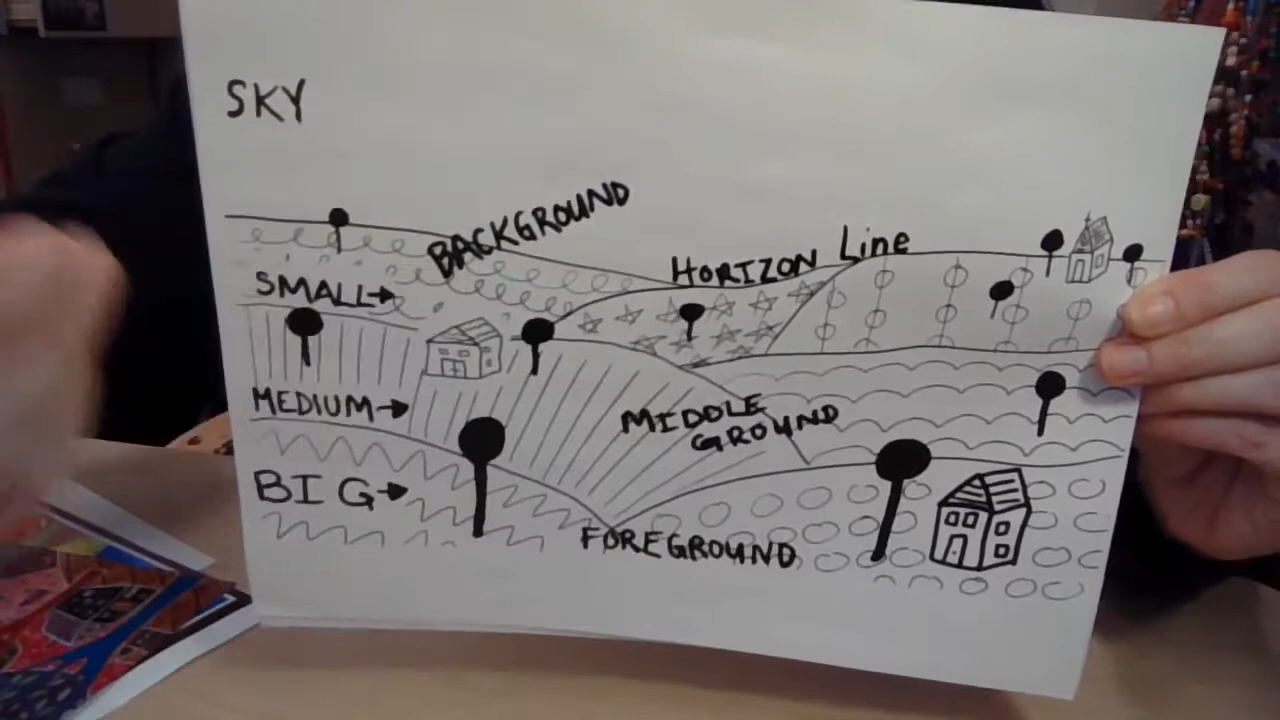 SKY
BACKGROUND
HORIZON Line
SMALL
MEDIUM
MIDDLE
GROUND
BIG
FOREGROUND